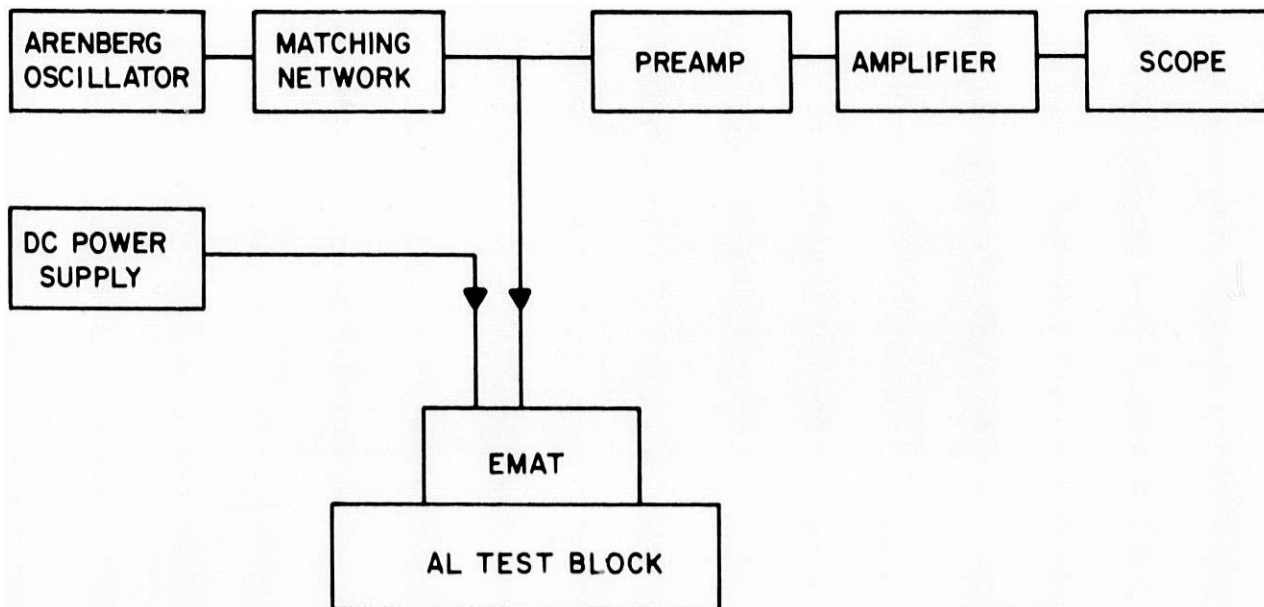 ARENBERG
OSCILLATOR
MATCHING
NETWORK
PREAMP
AMPLIFIER
SCOPE
DC POWER
SUPPLY
EMAT
AL TEST BLOCK